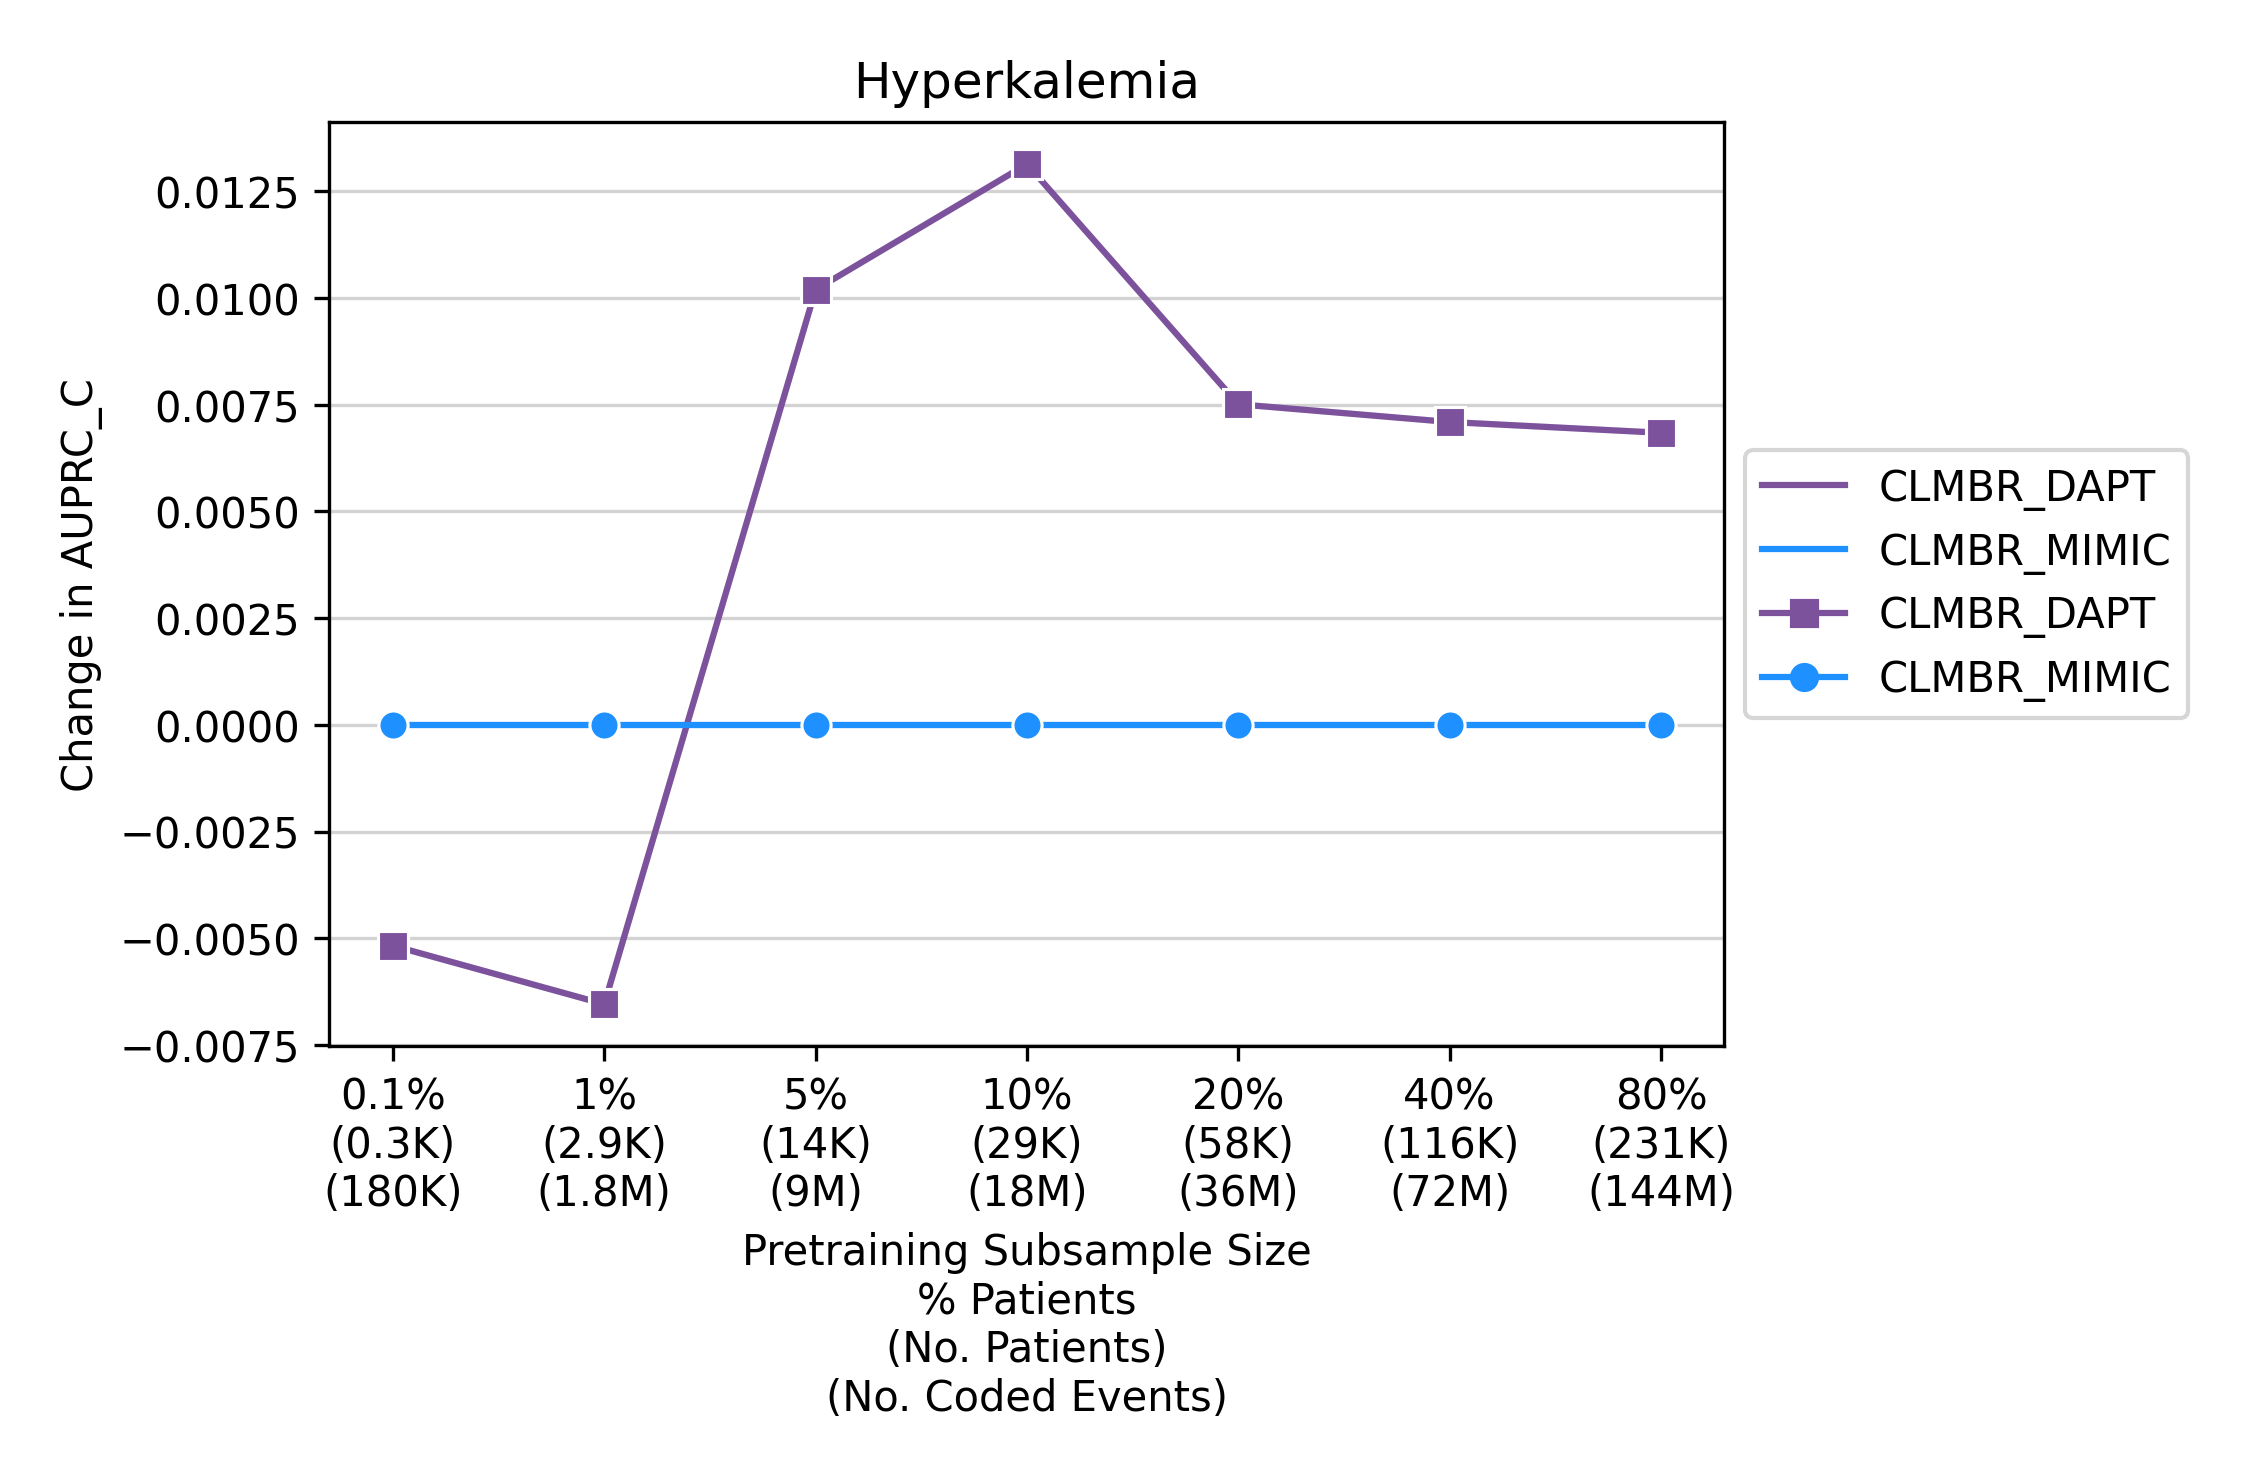 Hyperkalemia
Change in AUPRC_C
0.0125
0.0100
0.0075
0.0050
0.0025
0.0000
−0.0025
−0.0050
−0.0075
0.1% 1% 5% 10% 20% 40% 80%
(0.3K) (2.9K) (14K) (29K) (58K) (116K) (231K)
(180K) (1.8M) (9M) (18M) (36M) (72M) (144M)
Pretraining Subsample Size
% Patients
(No. Patients)
(No. Coded Events)
CLMBR_DAPT
CLMBR_MIMIC
CLMBR_DAPT
CLMBR_MIMIC